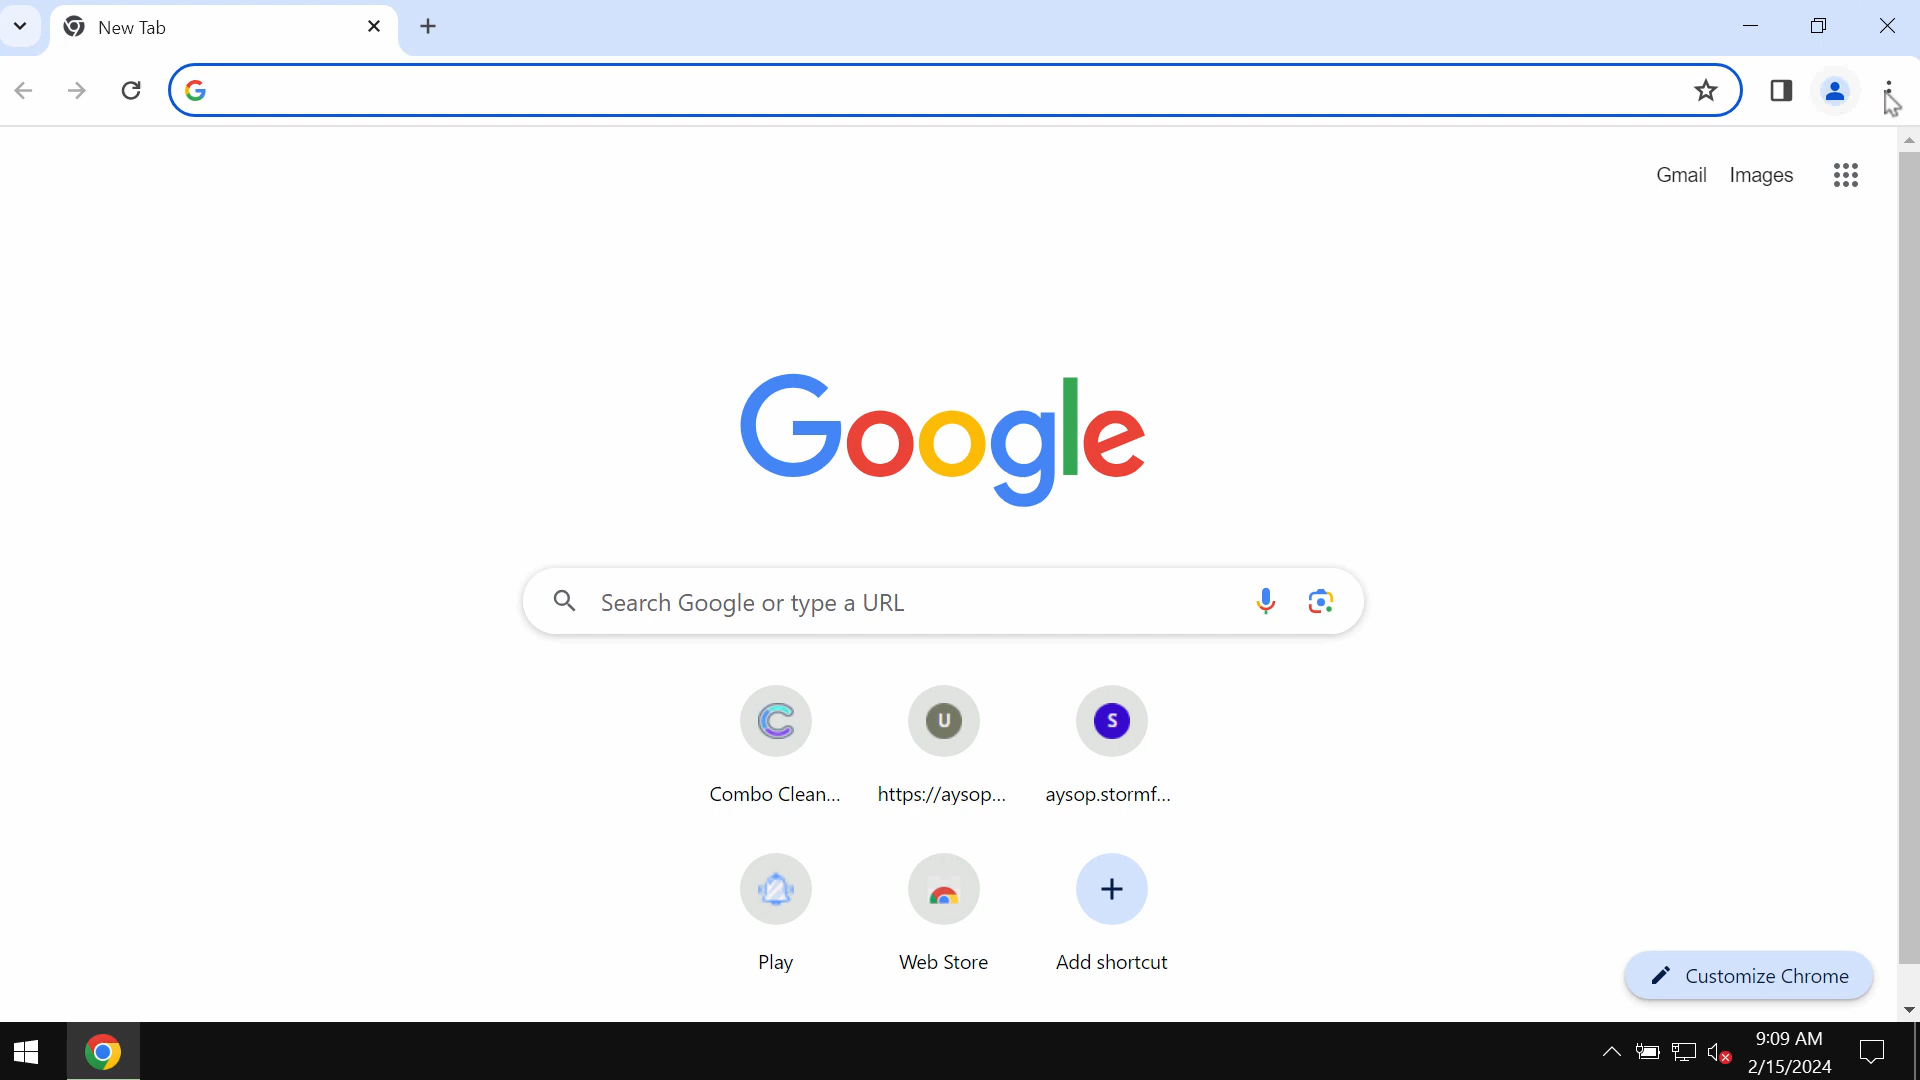 New Tab
Gmail Images
Google
Search Google or type a URL
U
S
Combo Clean...
https://aysop...
aysop.stormf...
Play
Web Store
Add shortcut
Customize Chrome
9:09 AM
2/15/2024